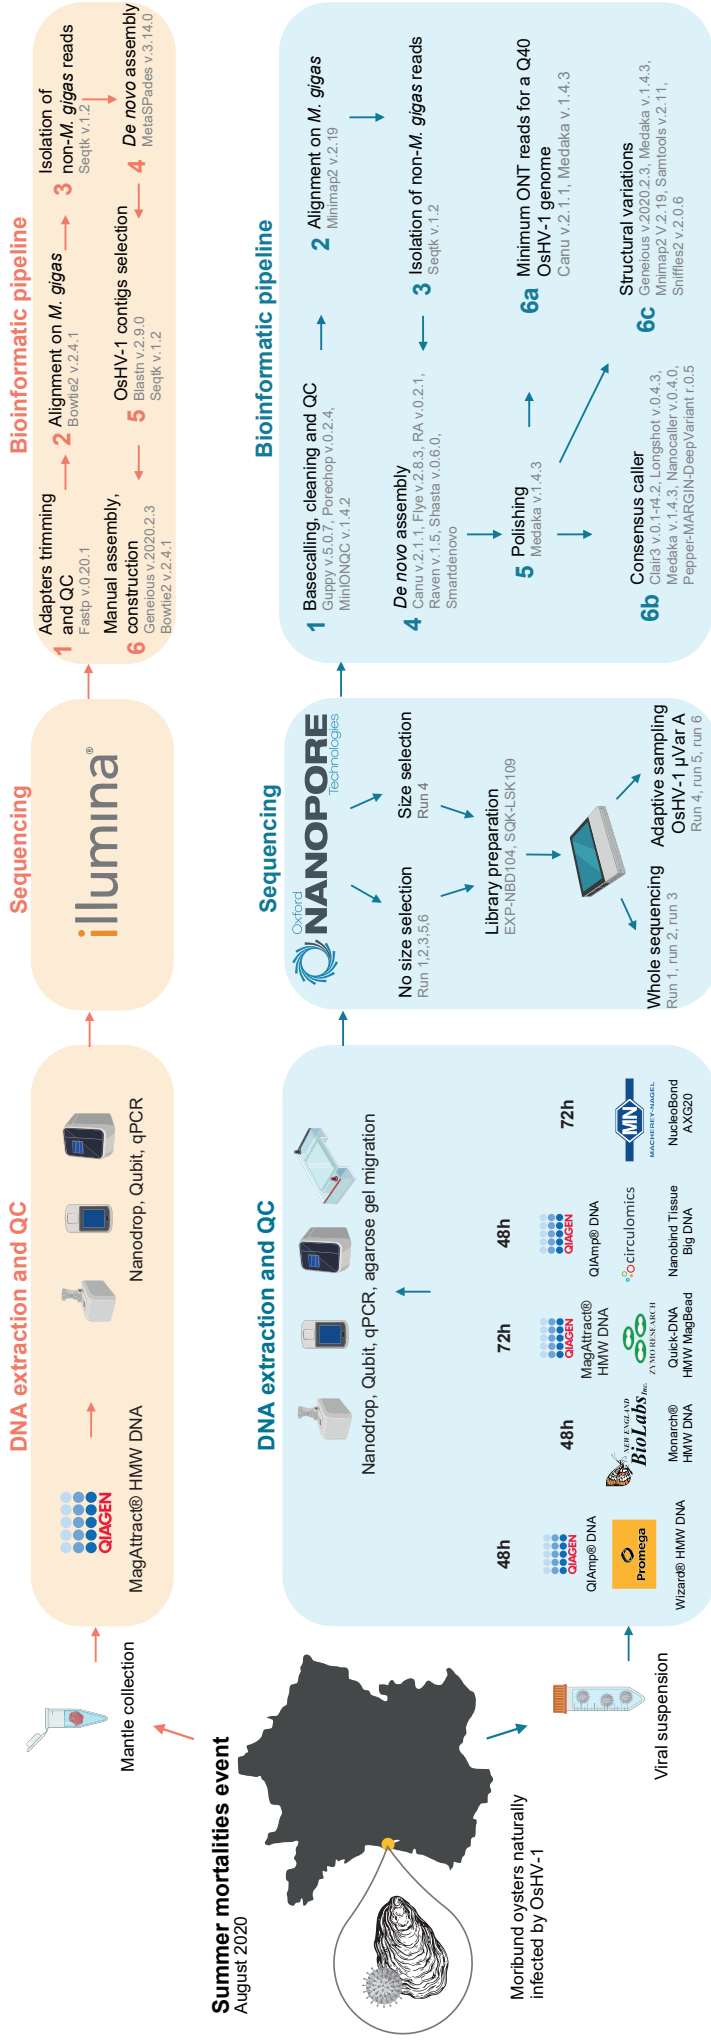 Summer mortalities event
August 2020
Moribund oysters naturally
infected by OsHV-1
Mantle collection
Viral suspension
DNA extraction and QC
QIAGEN
MagAttract® HMW DNA
Nanodrop, Qubit, qPCR
Sequencing
illumina®
Bioinformatic pipeline
1
Adapters trimming
and QC
Fastp v.0.20.1
2
Alignment on M. gigas
Bowtie2 v.2.4.1
3
Isolation of
non-M. gigas reads
Seqtk v.1.2
4
De novo assembly
MetaSPades v.3.14.0
5
OsHV-1 contigs selection
Blastn v.2.9.0
Seqtk v.1.2
6
Manual assembly,
construction
Geneious v.2020.2.3
Bowtie2 v.2.4.1
DNA extraction and QC
Nanodrop, Qubit, qPCR, agarose gel migration
48h
48h
72h
48h
72h
QIAGEN
QIAmp® DNA
QIAGEN
MagAttract®
HMW DNA
QIAGEN
QIAmp® DNA
Promega
Wizard® HMW DNA
NEW ENGLAND
BioLabs Inc.
Monarch®
HMW DNA
ZYMO RESEARCH
Quick-DNA
HMW MagBead
circulomics
Nanobind Tissue
Big DNA
MN
MACHEREY-NAGEL
NucleoBond
AXG20
Sequencing
Oxford
NANOPORE
Technologies
No size selection
Run 1,2,3,5,6
Size selection
Run 4
Library preparation
EXP-NBD104, SQK-LSK109
Whole sequencing
Run 1, run 2, run 3
Adaptive sampling
OsHV-1 µVar A
Run 4, run 5, run 6
Bioinformatic pipeline
1
Basecalling, cleaning and QC
Guppy v.5.0.7, Porechop v.0.2.4,
MinIONQC v.1.4.2
2
Alignment on M. gigas
Minimap2 v.2.19
3
Isolation of non-M. gigas reads
Seqtk v.1.2
4
De novo assembly
Canu v.2.1.1, Flye v.2.8.3, RA v.0.2.1,
Raven v.1.5, Shasta v.0.6.0,
Smartdenovo
5
Polishing
Medaka v.1.4.3
6a
Minimum ONT reads for a Q40
OsHV-1 genome
Canu v.2.1.1, Medaka v.1.4.3
6b
Consensus caller
Clair3 v.0.1-r4.2, Longshot v.0.4.3,
Medaka v.1.4.3, Nanocaller v.0.4.0,
Pepper-MARGIN-DeepVariant r.0.5
6c
Structural variations
Geneious v.2020.2.3, Medaka v.1.4.3,
Mnimap2 V.2.19, Samtools v.2.11,
Sniffles2 v.2.0.6